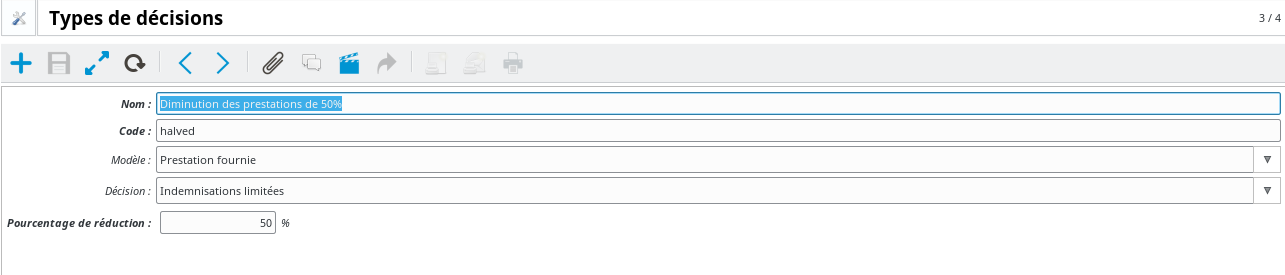 Types de décisions
3 / 4
Nom : Diminution des prestations de 50%
Code : halved
Modèle : Prestation fournie
Décision : Indemnisations limitées
Pourcentage de réduction : 50 %